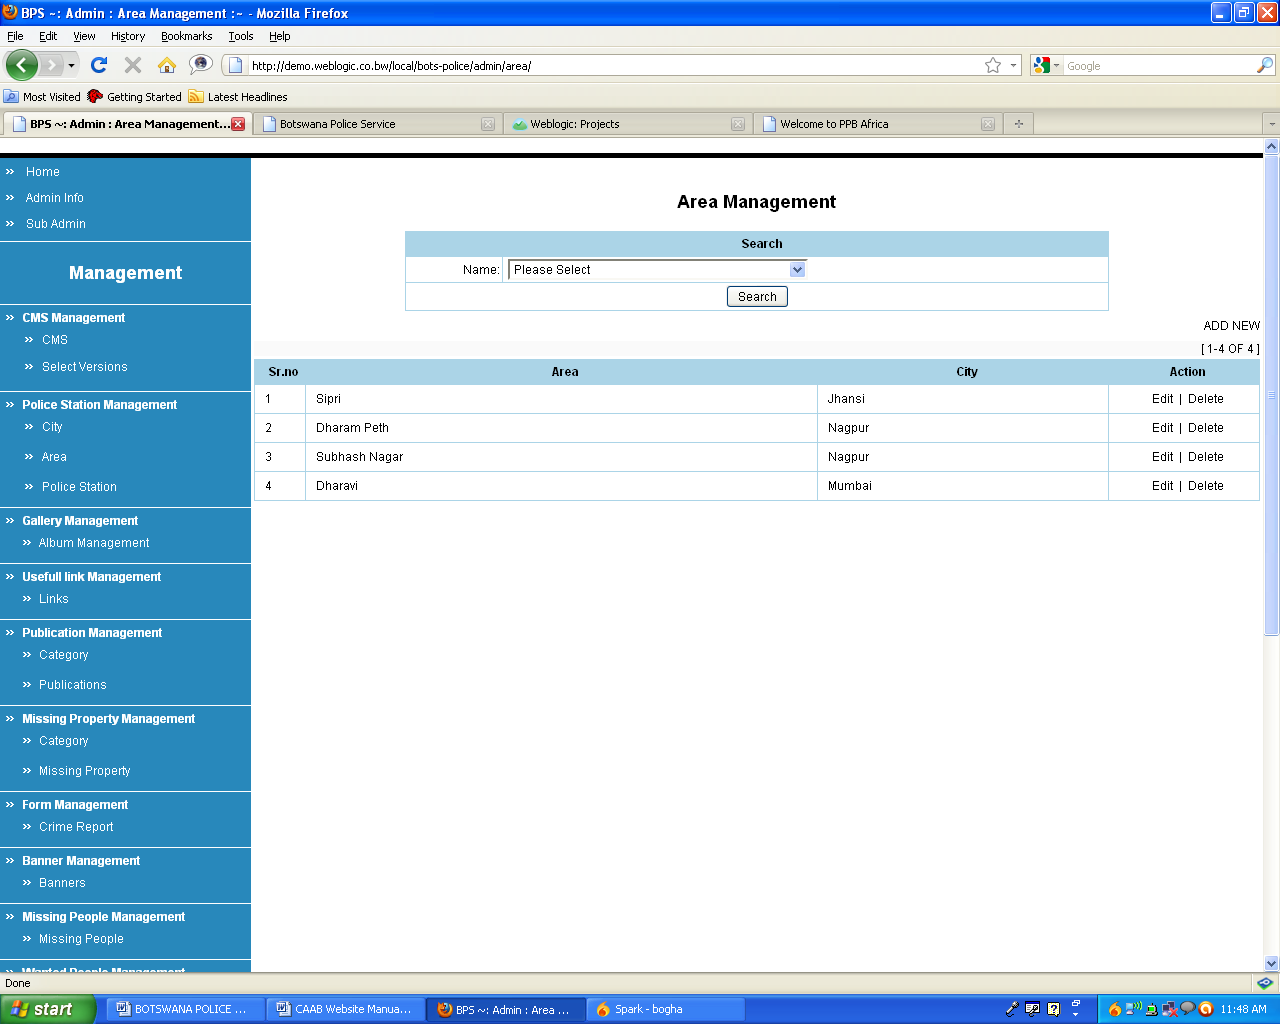 BPS ~: Admin : Area Management :~ - Mozilla Firefox
File Edit View History Bookmarks Tools Help
http://demo.weblogic.co.bw/local/bots-police/admin/area/
Google
Most Visited Getting Started Latest Headlines
BPS ~: Admin : Area Management... Botswana Police Service Weblogic: Projects Welcome to PPB Africa
» Home
» Admin Info
» Sub Admin
Management
» CMS Management
» CMS
» Select Versions
» Police Station Management
» City
» Area
» Police Station
» Gallery Management
» Album Management
» Usefull link Management
» Links
» Publication Management
» Category
» Publications
» Missing Property Management
» Category
» Missing Property
» Form Management
» Crime Report
» Banner Management
» Banners
» Missing People Management
» Missing People
» Wanted People Management
Area Management
Search
Name: Please Select
Search
ADD NEW
[ 1-4 OF 4 ]
Sr.no Area City Action
1 Sipri Jhansi Edit | Delete
2 Dharam Peth Nagpur Edit | Delete
3 Subhash Nagar Nagpur Edit | Delete
4 Dharavi Mumbai Edit | Delete
Done
start BOTSWANA POLICE ... CAAB Website Manua... BPS ~: Admin : Area ... Spark - bogha 11:48 AM